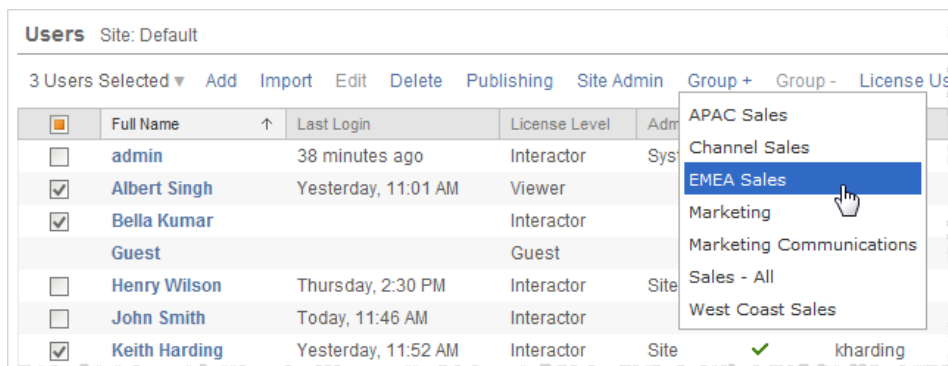 Users Site: Default
3 Users Selected Add Import Edit Delete Publishing Site Admin Group + Group - License Us
Full Name Last Login License Level Adm
admin 38 minutes ago Interactor Syst
Albert Singh Yesterday, 11:01 AM Viewer
Bella Kumar Interactor
Guest Guest
Henry Wilson Thursday, 2:30 PM Interactor Site
John Smith Today, 11:46 AM Interactor
Keith Harding Yesterday, 11:52 AM Interactor Site kharding
APAC Sales
Channel Sales
EMEA Sales
Marketing
Marketing Communications
Sales - All
West Coast Sales